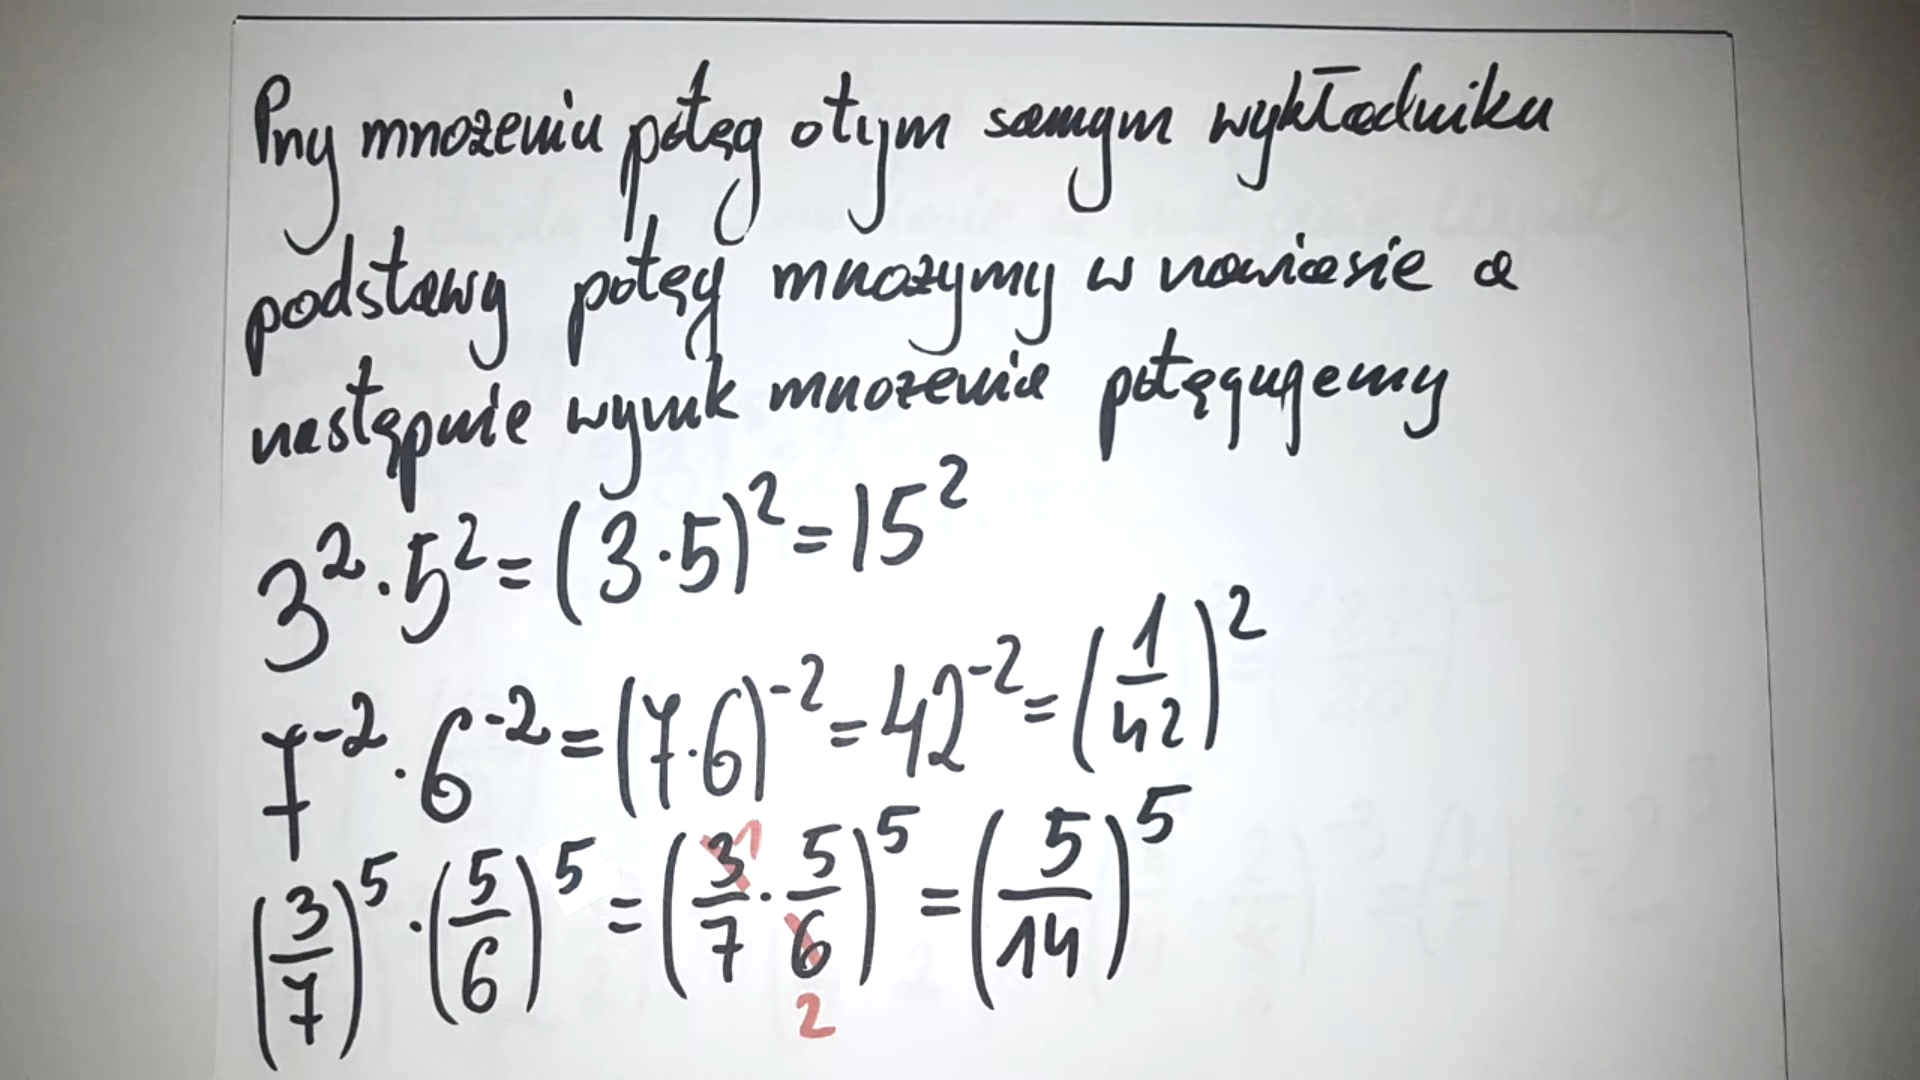 Przy mnożeniu potęg o tym samym wykładniku
podstawy potęg mnożymy w nawiasie a
następnie wynik mnożenia potęgujemy
3² · 5² = (3 · 5)² = 15²
7⁻² · 6⁻² = (7 · 6)⁻² = 42⁻² = (1/42)²
(3/7)⁵ · (5/6)⁵ = (3/7 · 5/6)⁵ = (5/14)⁵
1
2